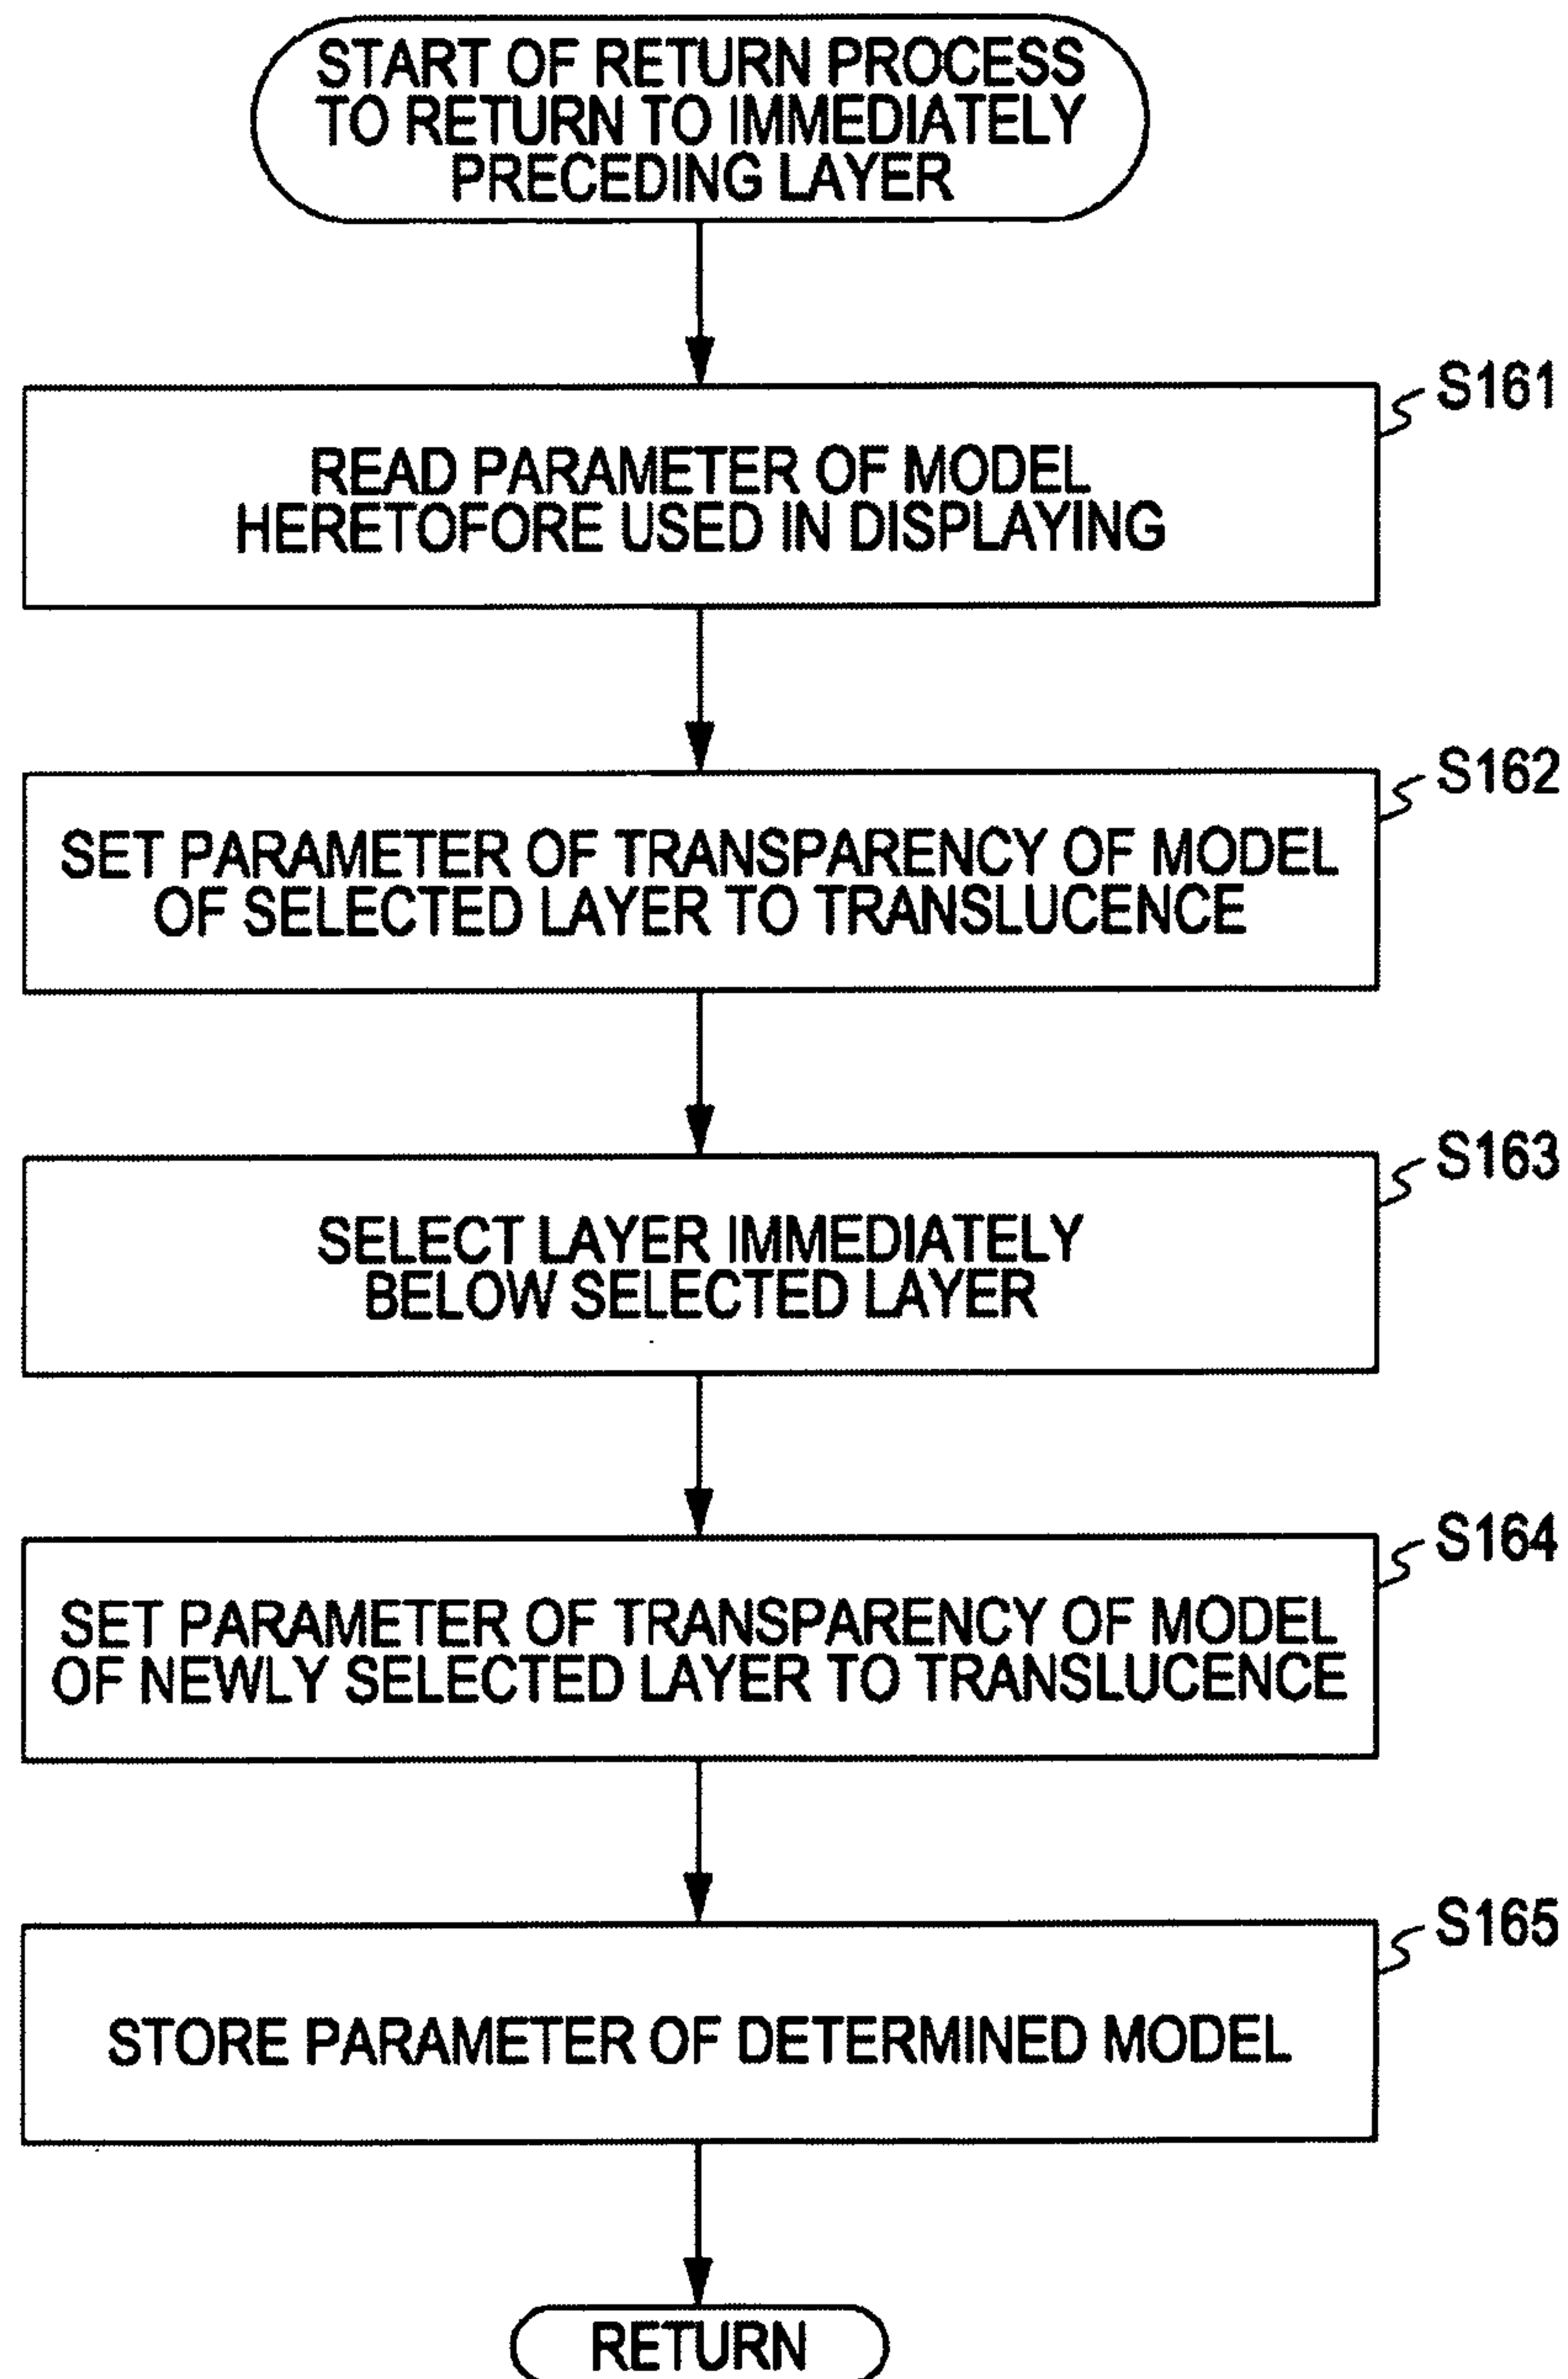 START OF RETURN PROCESS
TO RETURN TO IMMEDIATELY
PRECEDING LAYER
S161
READ PARAMETER OF MODEL
HERETOFORE USED IN DISPLAYING
S162
SET PARAMETER OF TRANSPARENCY OF MODEL
OF SELECTED LAYER TO TRANSLUCENCE
S163
SELECT LAYER IMMEDIATELY
BELOW SELECTED LAYER
S164
SET PARAMETER OF TRANSPARENCY OF MODEL
OF NEWLY SELECTED LAYER TO TRANSLUCENCE
S165
STORE PARAMETER OF DETERMINED MODEL
RETURN